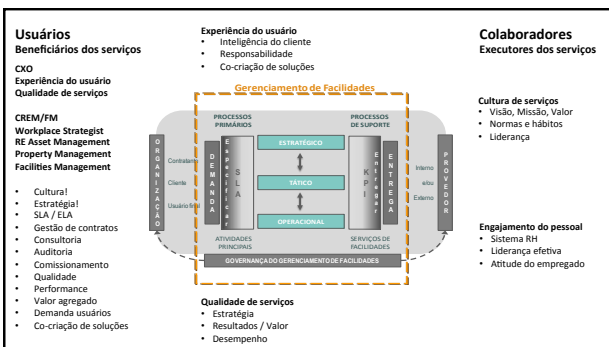 Usuários
Beneficiários dos serviços
CXO
Experiência do usuário
Qualidade de serviços
CREM/FM
Workplace Strategist
RE Asset Management
Property Management
Facilities Management
• Cultura!
• Estratégia!
• SLA / ELA
• Gestão de contratos
• Consultoria
• Auditoria
• Comissionamento
• Qualidade
• Performance
• Valor agregado
• Demanda usuários
• Co-criação de soluções
Experiência do usuário
• Inteligência do cliente
• Responsabilidade
• Co-criação de soluções
Gerenciamento de Facilidades
PROCESSOS
PRIMÁRIOS
PROCESSOS
DE SUPORTE
ORGANIZAÇÃO
Contratante
Cliente
Usuário final
DEMANDA
Especificar
SLA
ESTRATÉGICO
TÁTICO
OPERACIONAL
KPI
Entregar
ENTREGA
Interno
e/ou
Externo
PROVEDOR
ATIVIDADES
PRINCIPAIS
SERVIÇOS DE
FACILIDADES
GOVERNANÇA DO GERENCIAMENTO DE FACILIDADES
Qualidade de serviços
• Estratégia
• Resultados / Valor
• Desempenho
Colaboradores
Executores dos serviços
Cultura de serviços
• Visão, Missão, Valor
• Normas e hábitos
• Liderança
Engajamento do pessoal
• Sistema RH
• Liderança efetiva
• Atitude do empregado